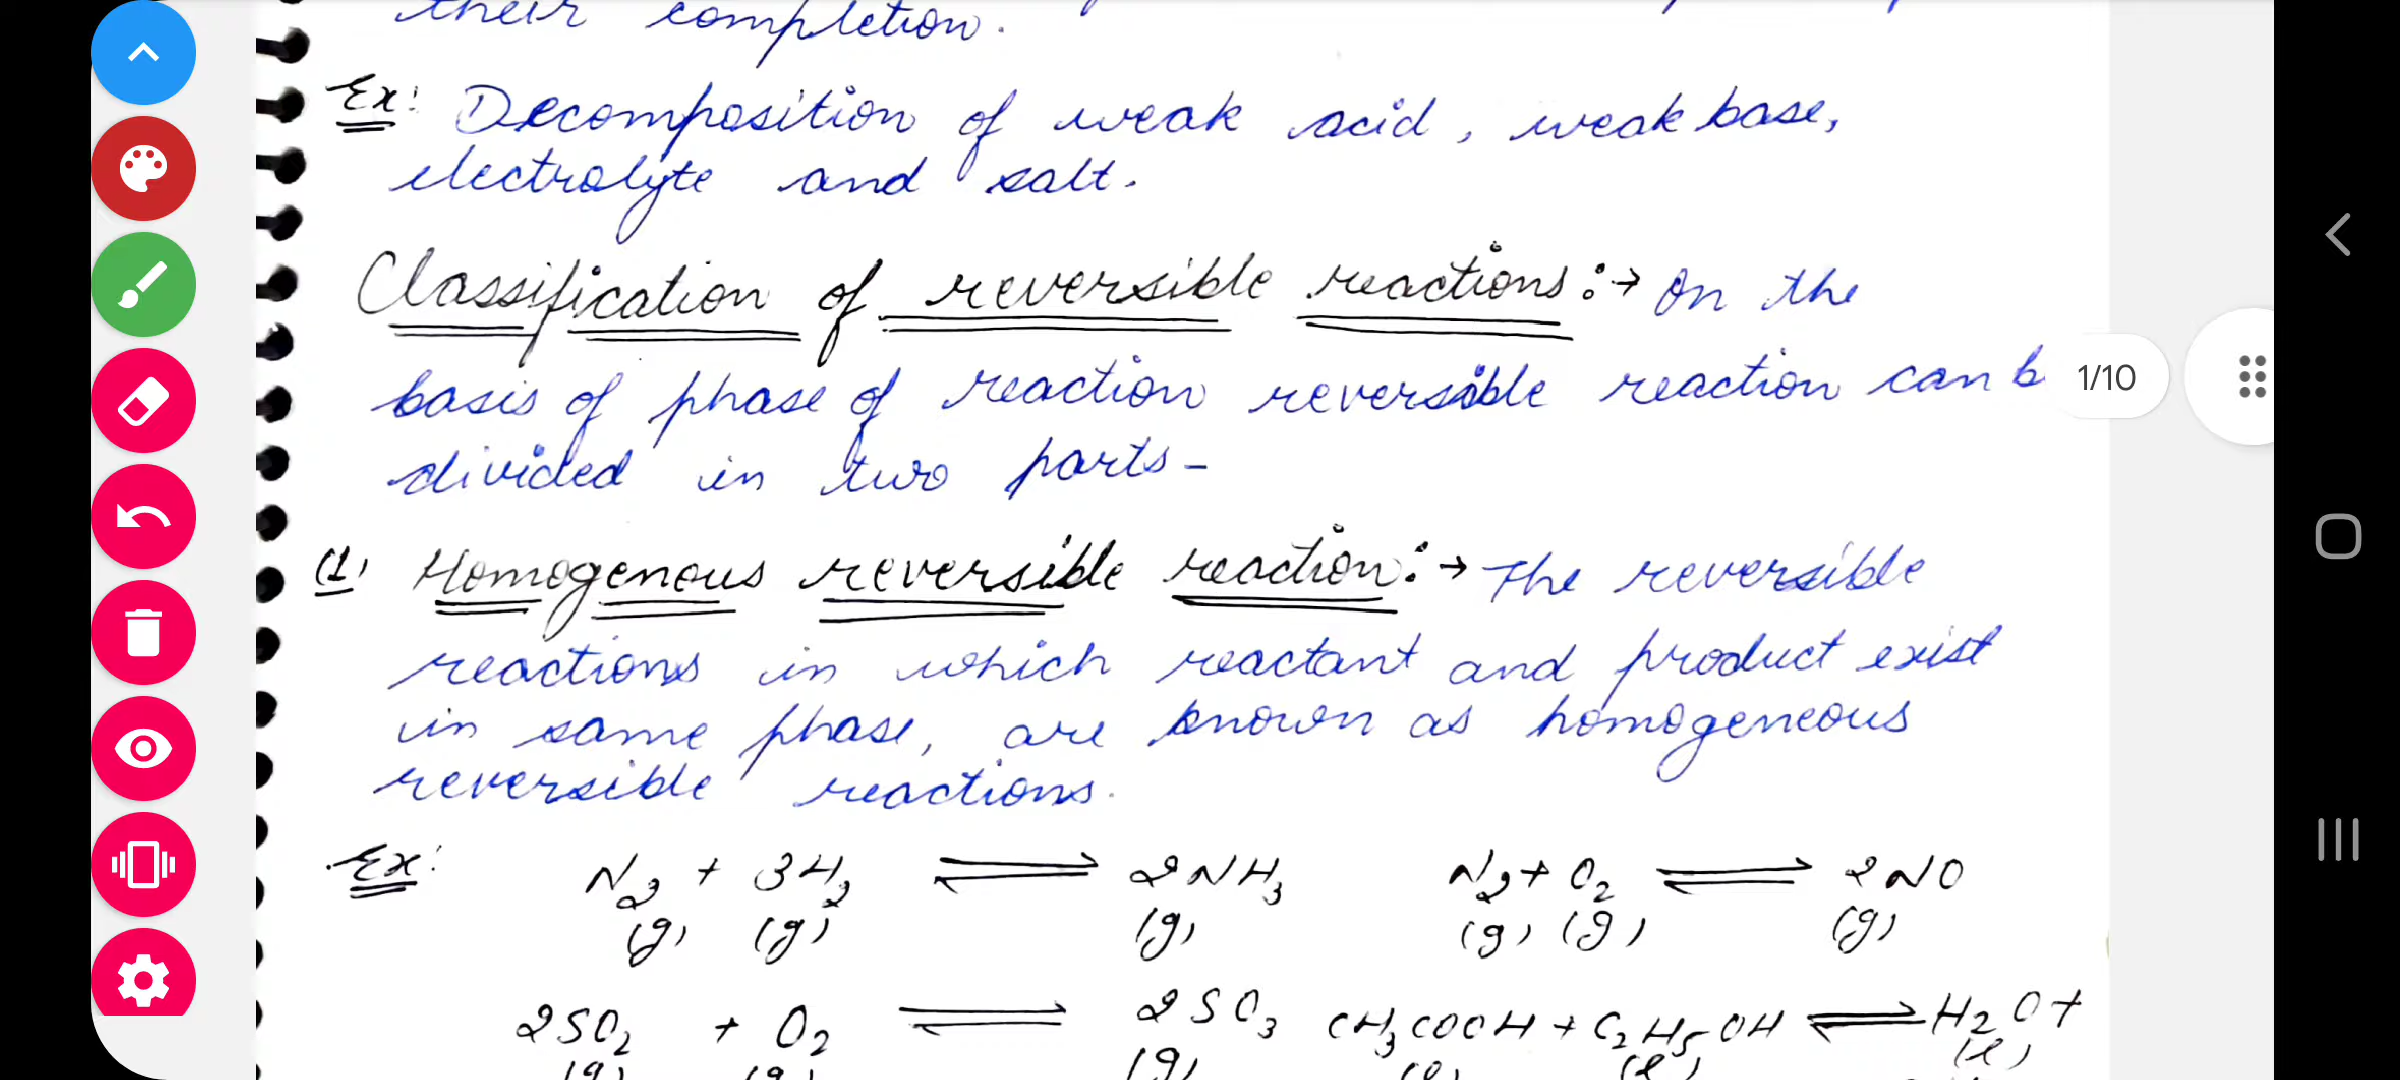 their completion.
Ex: Decomposition of weak acid, weak base,
electrolyte and salt.
Classification of reversible reactions :→ On the
basis of phase of reaction reversible reaction can b
1/10
divided in two parts -
(1) Homogenous reversible reaction :→ The reversible
reactions in which reactant and product exist
in same phase, are known as homogeneous
reversible reactions.
Ex: N₂ + 3H₂ ⇌ 2NH₃ N₂ + O₂ ⇌ 2NO
(g) (g) (g) (g) (g) (g)
2SO₂ + O₂ ⇌ 2SO₃ CH₃COOH + C₂H₅OH ⇌ H₂O +
(g) (g) (g) (l) (l) (l)